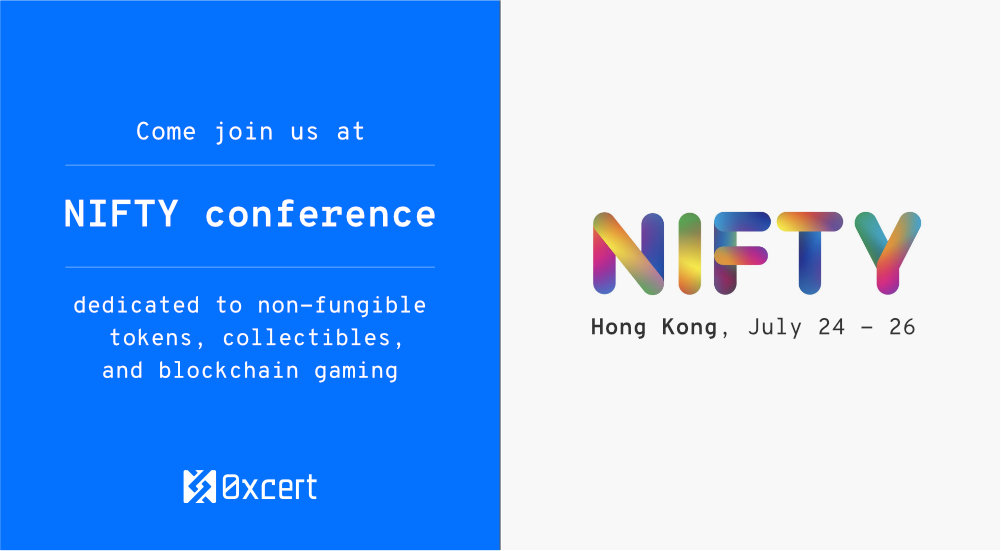 Come join us at
NIFTY conference
dedicated to non-fungible
tokens, collectibles,
and blockchain gaming
0xcert
NIFTY
Hong Kong, July 24 – 26